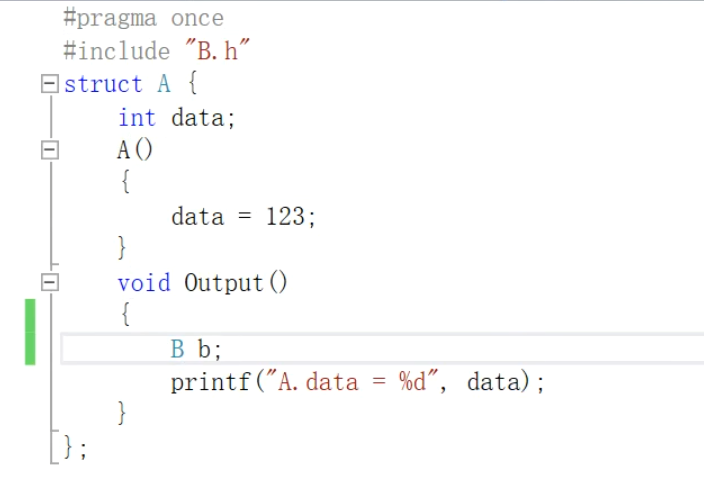 #pragma once
#include "B.h"
struct A {
int data;
A()
{
data = 123;
}
void Output()
{
B b;
printf("A.data = %d", data);
}
};